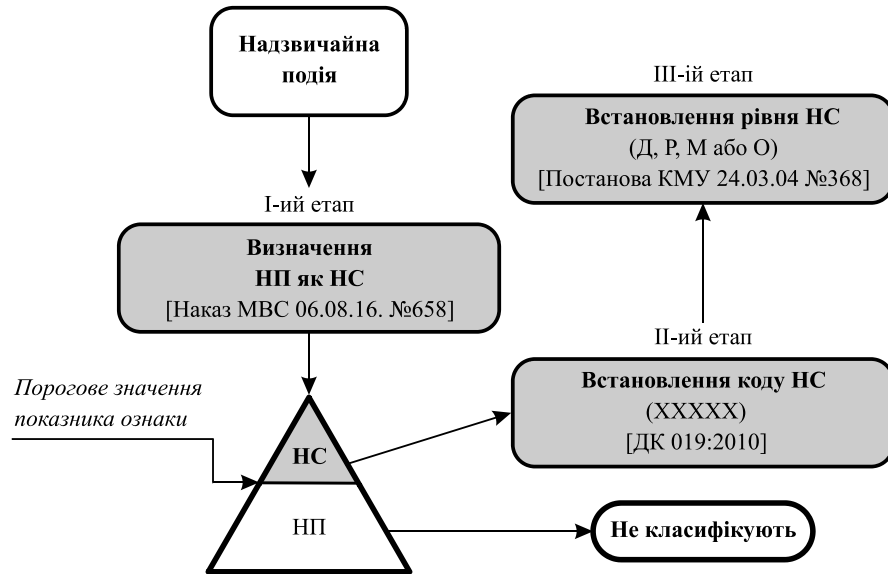 Надзвичайна
подія
І-ий етап
Визначення
НП як НС
[Наказ МВС 06.08.16. №658]
Порогове значення
показника ознаки
НС
НП
ІІІ-ій етап
Встановлення рівня НС
(Д, Р, М або О)
[Постанова КМУ 24.03.04 №368]
ІІ-ий етап
Встановлення коду НС
(ХХХХХ)
[ДК 019:2010]
Не класифікують